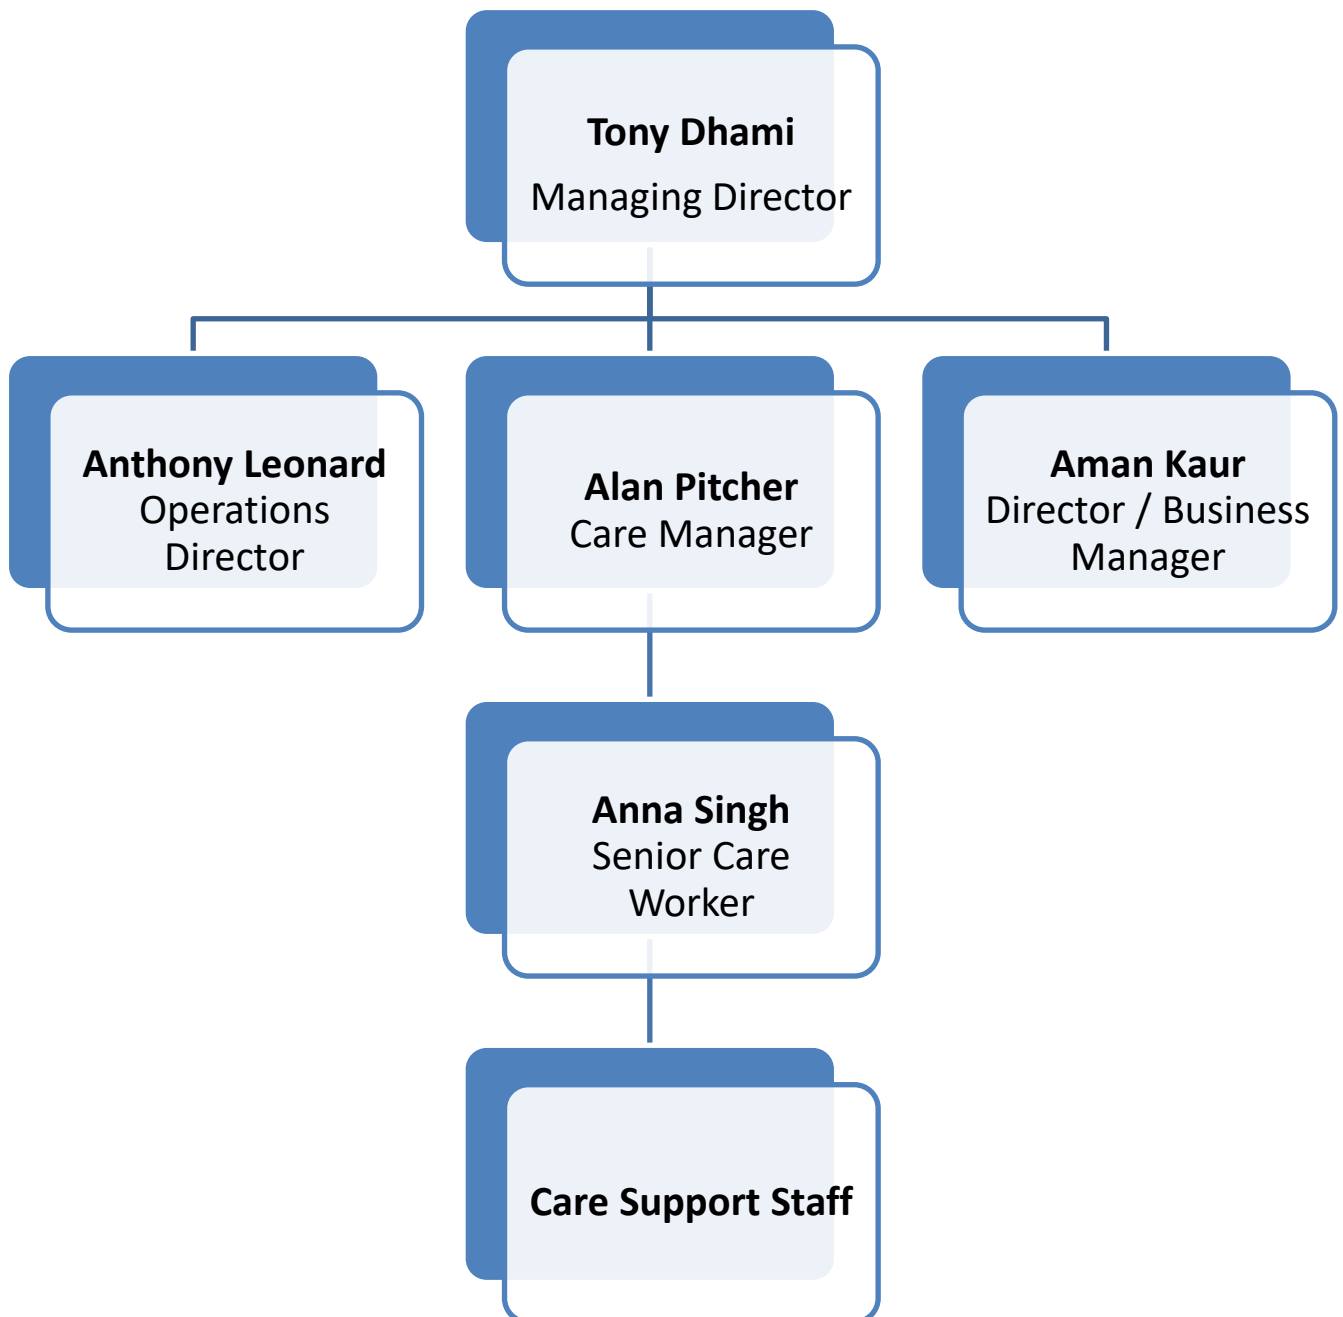 Tony Dhami
Managing Director
Anthony Leonard
Operations
Director
Alan Pitcher
Care Manager
Aman Kaur
Director / Business
Manager
Anna Singh
Senior Care
Worker
Care Support Staff